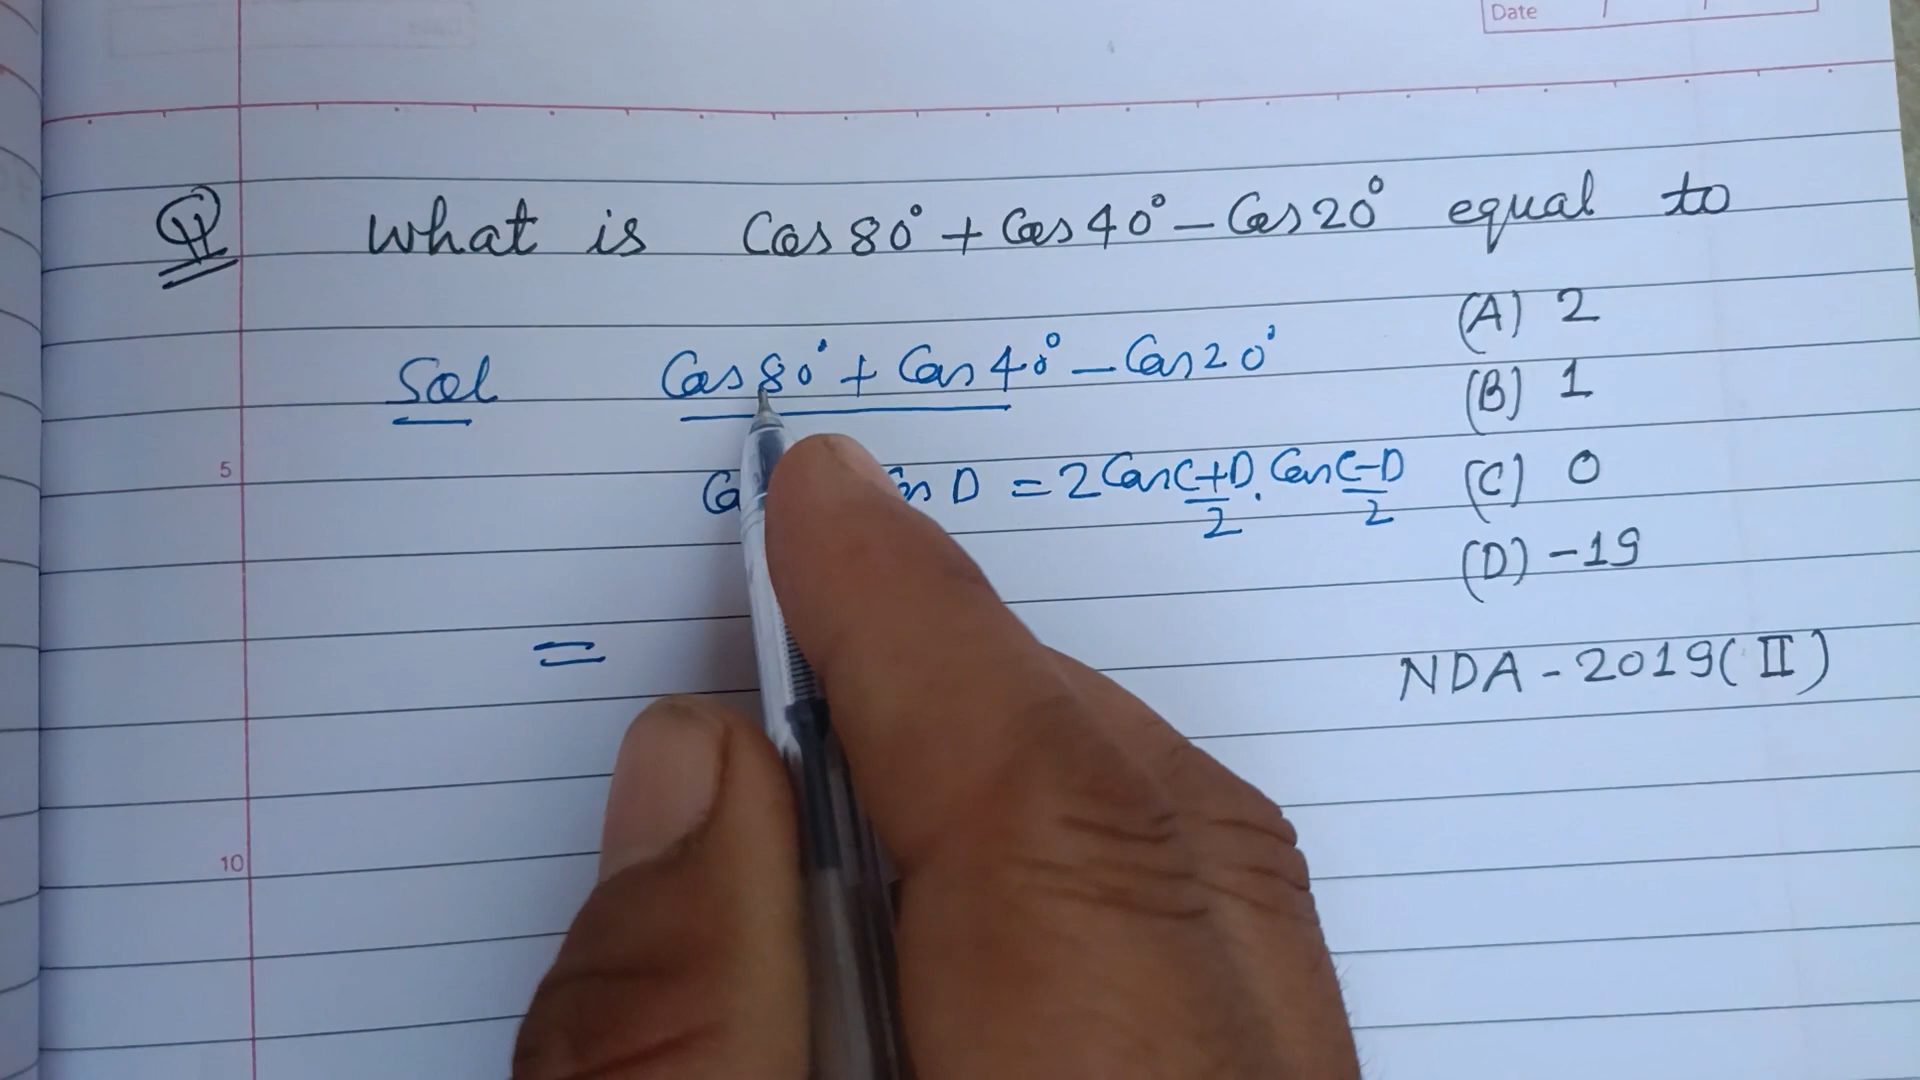 Date / /
Q What is Cos 80° + Cos 40° - Cos 20° equal to
(A) 2
Sol Cos 80° + Cos 40° - Cos 20°
(B) 1
5
D = 2 Cos C+D/2 . Cos C-D/2
(C) 0
(D) -19
=
NDA - 2019 (II)
10